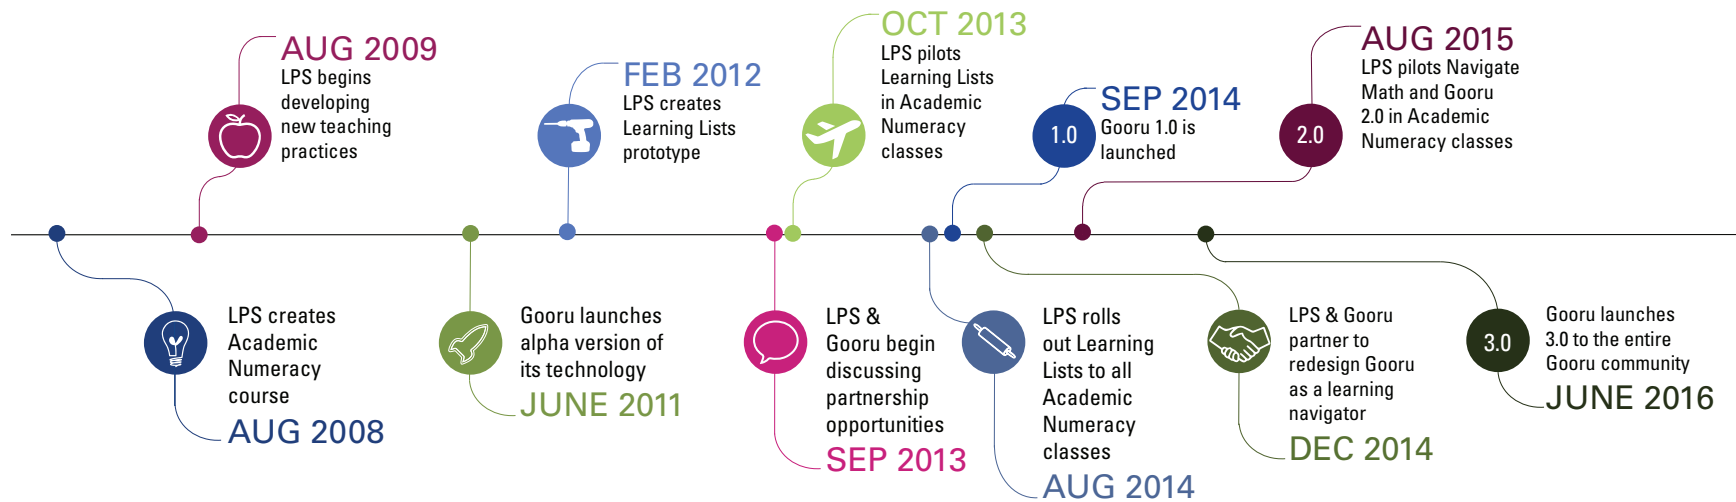 AUG 2009
LPS begins
developing
new teaching
practices
FEB 2012
LPS creates
Learning Lists
prototype
OCT 2013
LPS pilots
Learning Lists
in Academic
Numeracy
classes
1.0
SEP 2014
Gooru 1.0 is
launched
2.0
AUG 2015
LPS pilots Navigate
Math and Gooru
2.0 in Academic
Numeracy classes
LPS creates
Academic
Numeracy
course
AUG 2008
Gooru launches
alpha version of
its technology
JUNE 2011
LPS &
Gooru begin
discussing
partnership
opportunities
SEP 2013
LPS rolls
out Learning
Lists to all
Academic
Numeracy
classes
AUG 2014
LPS & Gooru
partner to
redesign Gooru
as a learning
navigator
DEC 2014
3.0
Gooru launches
3.0 to the entire
Gooru community
JUNE 2016